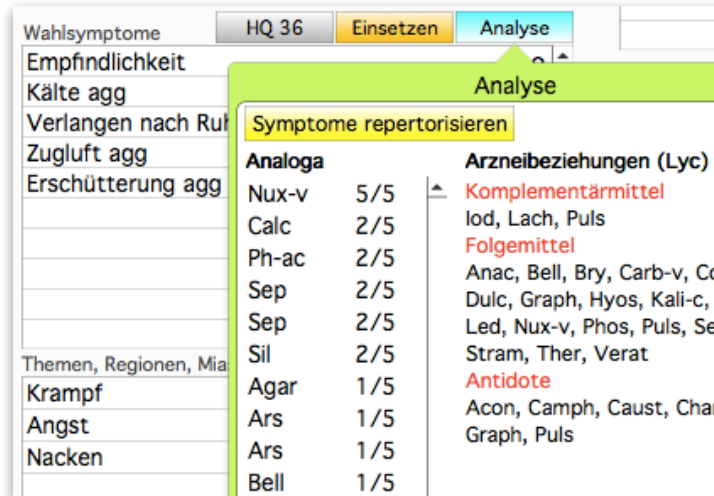 Wahlsymptome
HQ 36
Einsetzen
Analyse
Empfindlichkeit
Kälte agg
Verlangen nach Ruh
Zugluft agg
Erschütterung agg
Themen, Regionen, Mia
Krampf
Angst
Nacken
Analyse
Symptome repertorisieren
Analoga
Nux-v 5/5
Calc 2/5
Ph-ac 2/5
Sep 2/5
Sep 2/5
Sil 2/5
Agar 1/5
Ars 1/5
Ars 1/5
Bell 1/5
Arzneibeziehungen (Lyc)
Komplementärmittel
Iod, Lach, Puls
Folgemittel
Anac, Bell, Bry, Carb-v, Co
Dulc, Graph, Hyos, Kali-c,
Led, Nux-v, Phos, Puls, Se
Stram, Ther, Verat
Antidote
Acon, Camph, Caust, Cha
Graph, Puls